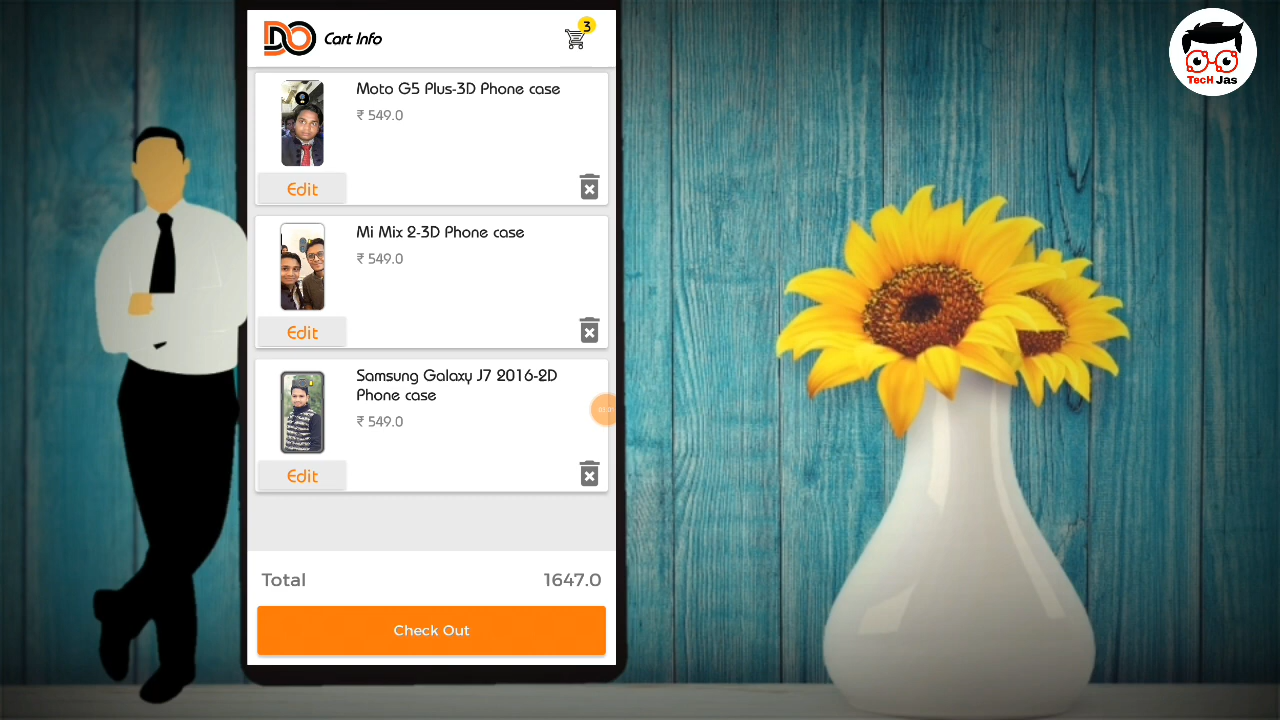 DO Cart Info
3
TecH Jas
Moto G5 Plus-3D Phone case
₹ 549.0
Edit
Mi Mix 2-3D Phone case
₹ 549.0
Edit
Samsung Galaxy J7 2016-2D
Phone case
₹ 549.0
Edit
Total 1647.0
Check Out